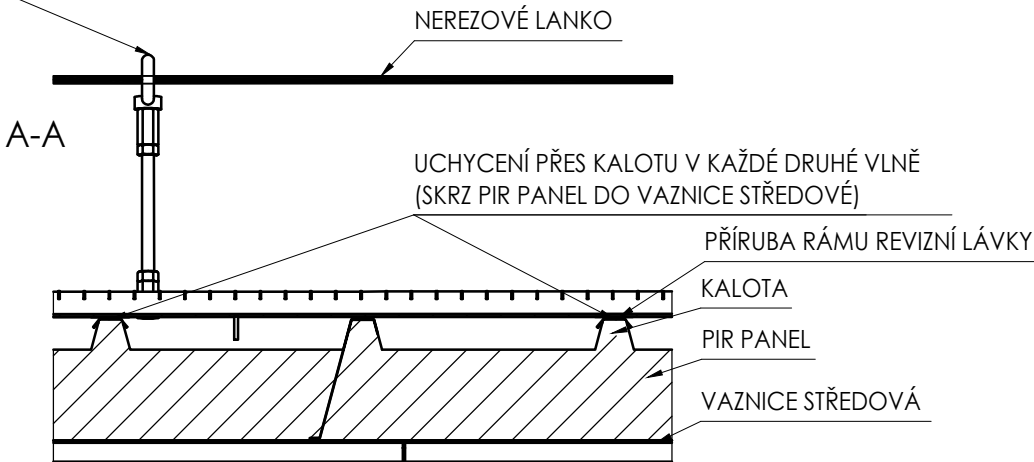 NEREZOVÉ LANKO
A-A
UCHYCENÍ PŘES KALOTU V KAŽDÉ DRUHÉ VLNĚ
(SKRZ PIR PANEL DO VAZNICE STŘEDOVÉ)
PŘÍRUBA RÁMU REVIZNÍ LÁVKY
KALOTA
PIR PANEL
VAZNICE STŘEDOVÁ